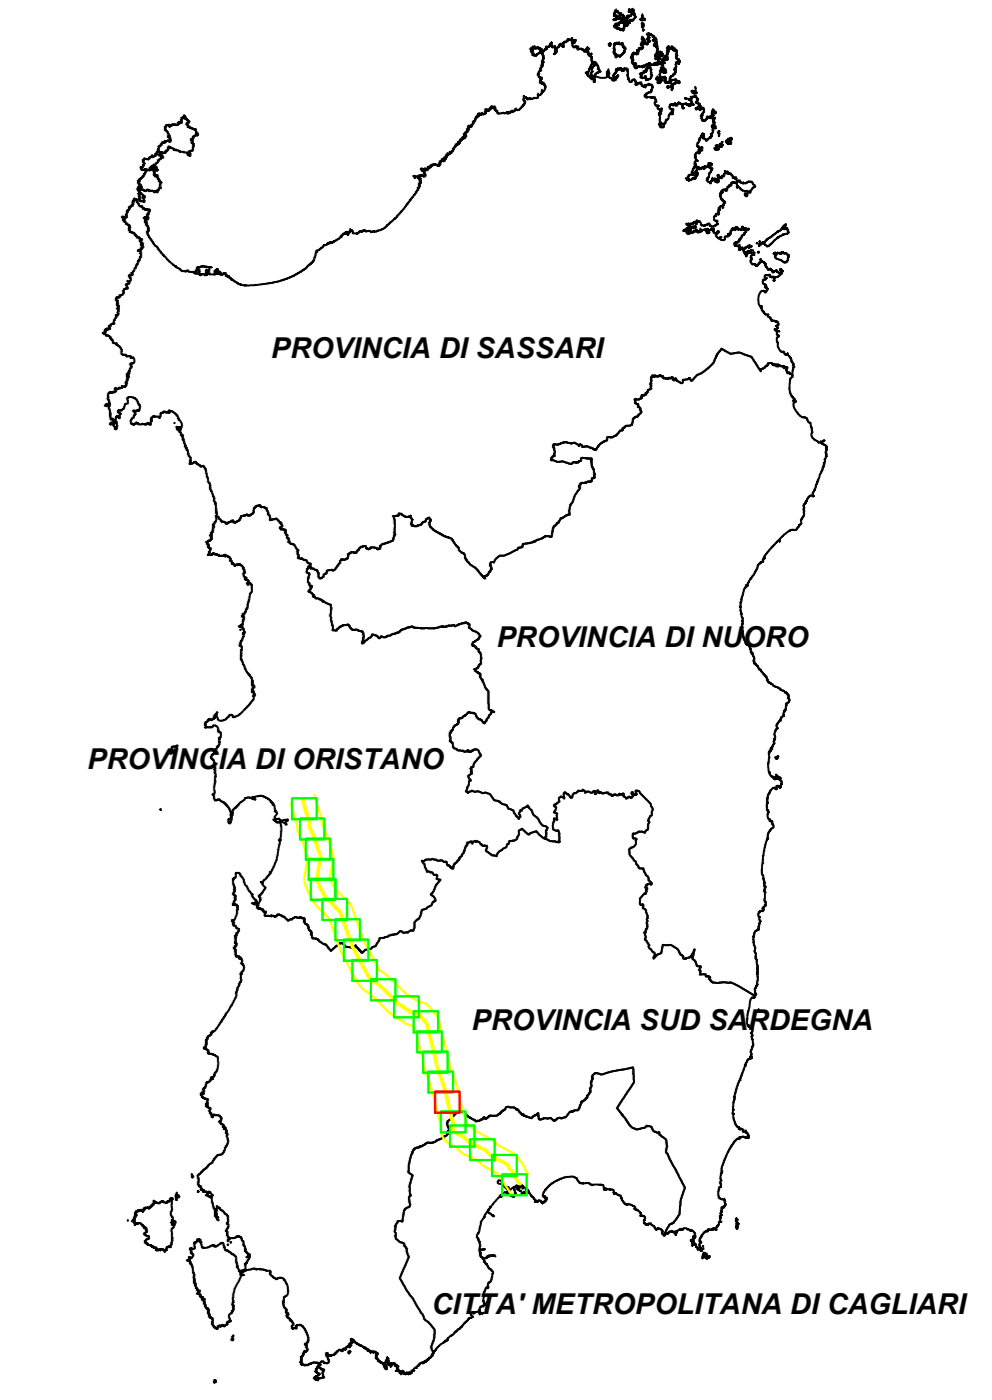 PROVINCIA DI SASSARI
PROVINCIA DI NUORO
PROVINCIA DI ORISTANO
PROVINCIA SUD SARDEGNA
CITTA' METROPOLITANA DI CAGLIARI